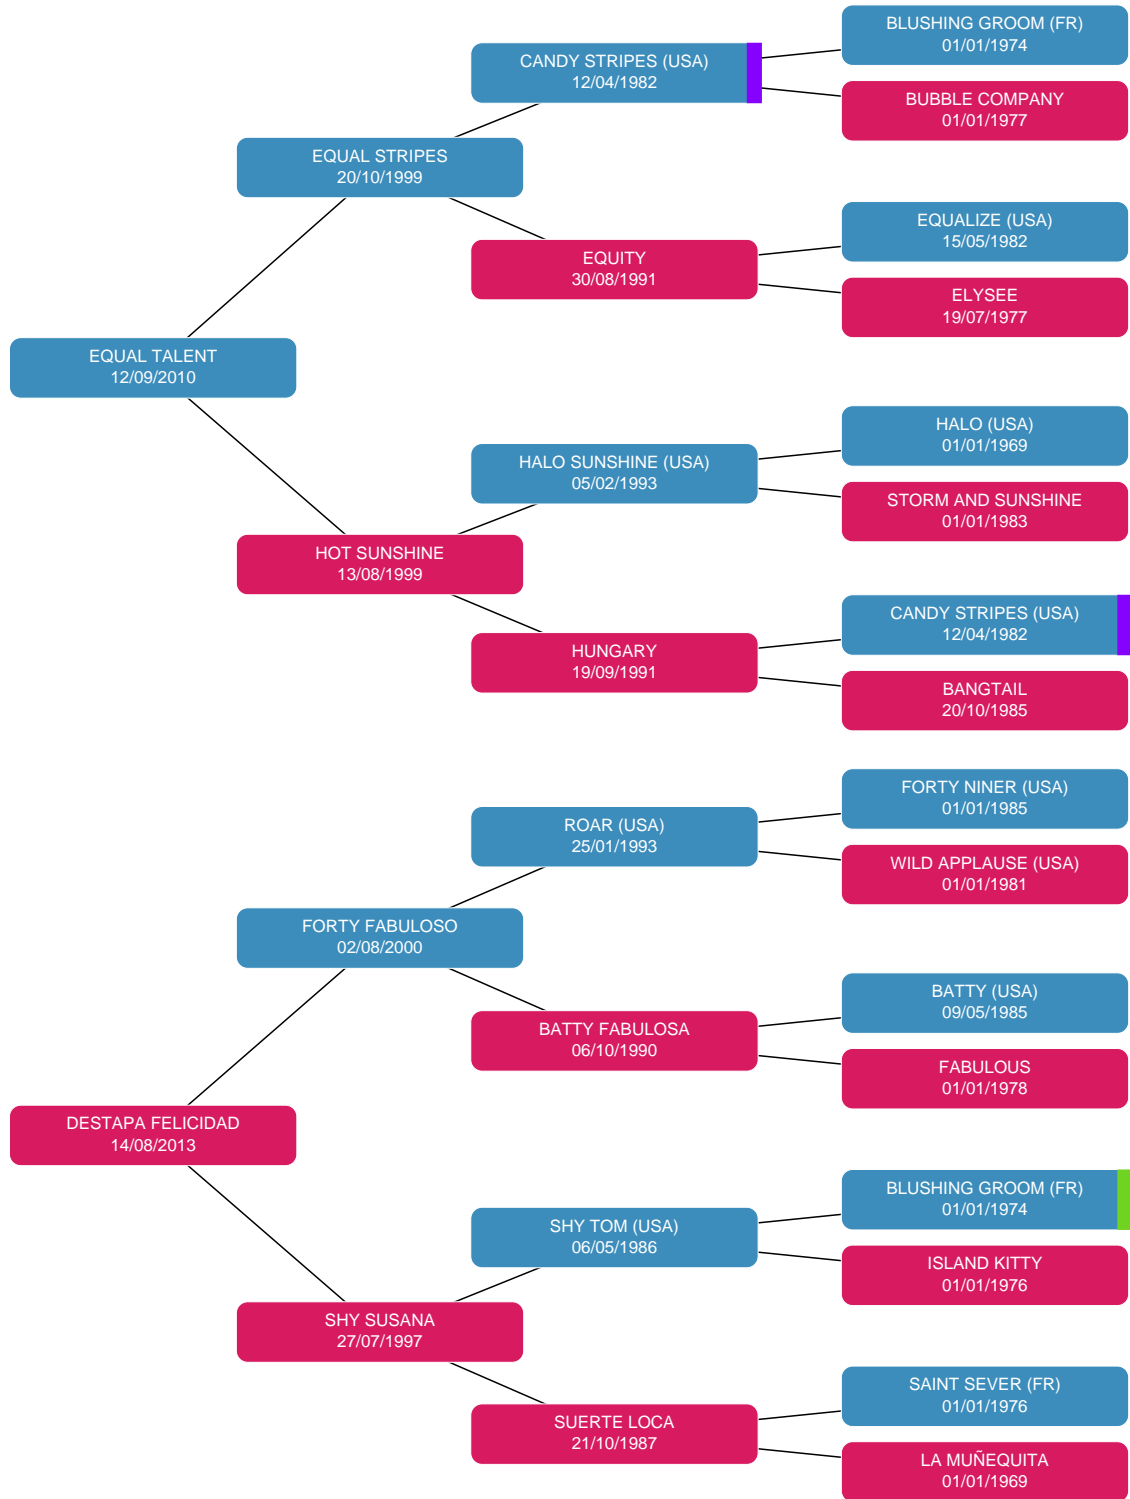 BLUSHING GROOM (FR)
01/01/1974
CANDY STRIPES (USA)
12/04/1982
BUBBLE COMPANY
01/01/1977
EQUAL STRIPES
20/10/1999
EQUALIZE (USA)
15/05/1982
EQUITY
30/08/1991
ELYSEE
19/07/1977
EQUAL TALENT
12/09/2010
HALO (USA)
01/01/1969
HALO SUNSHINE (USA)
05/02/1993
STORM AND SUNSHINE
01/01/1983
HOT SUNSHINE
13/08/1999
CANDY STRIPES (USA)
12/04/1982
HUNGARY
19/09/1991
BANGTAIL
20/10/1985
FORTY NINER (USA)
01/01/1985
ROAR (USA)
25/01/1993
WILD APPLAUSE (USA)
01/01/1981
FORTY FABULOSO
02/08/2000
BATTY (USA)
09/05/1985
BATTY FABULOSA
06/10/1990
FABULOUS
01/01/1978
DESTAPA FELICIDAD
14/08/2013
BLUSHING GROOM (FR)
01/01/1974
SHY TOM (USA)
06/05/1986
ISLAND KITTY
01/01/1976
SHY SUSANA
27/07/1997
SAINT SEVER (FR)
01/01/1976
SUERTE LOCA
21/10/1987
LA MUÑEQUITA
01/01/1969